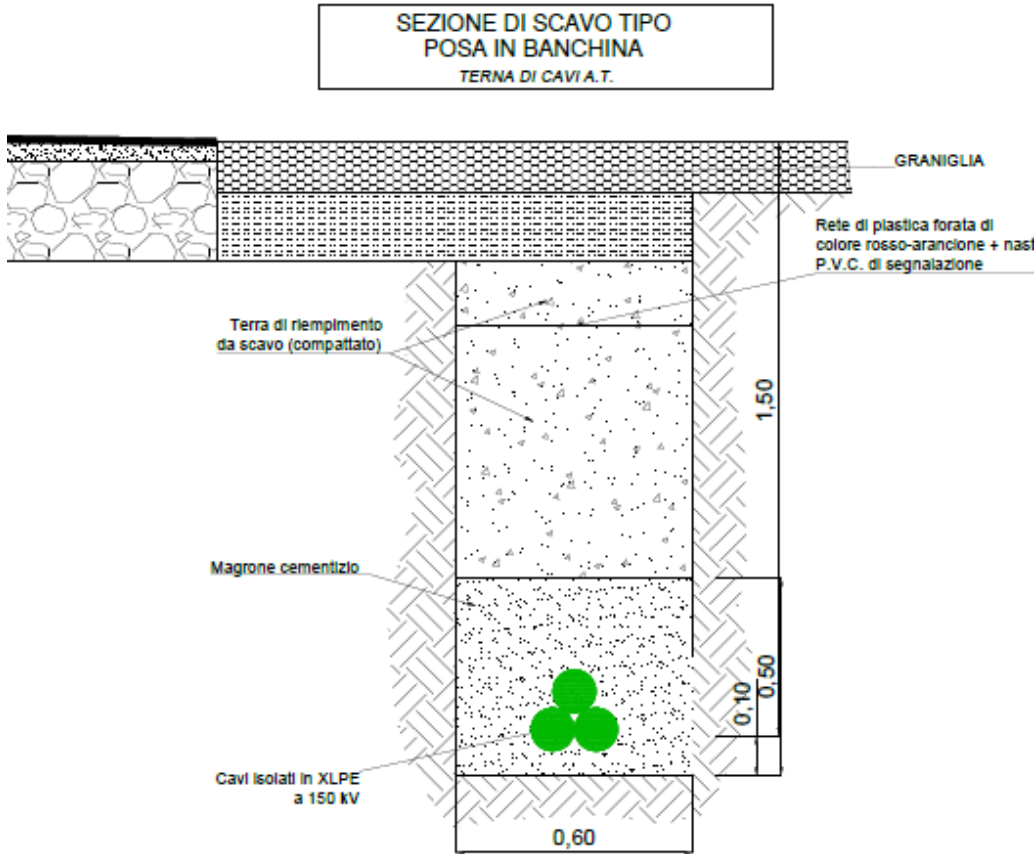 SEZIONE DI SCAVO TIPO
POSA IN BANCHINA
TERNA DI CAVI A.T.
GRANIGLIA
Rete di plastica forata di
colore rosso-arancione + nast
P.V.C. di segnalazione
Terra di riempimento
da scavo (compattato)
1,50
Magrone cementizio
0,50
0,10
Cavi isolati in XLPE
a 150 kV
0,60